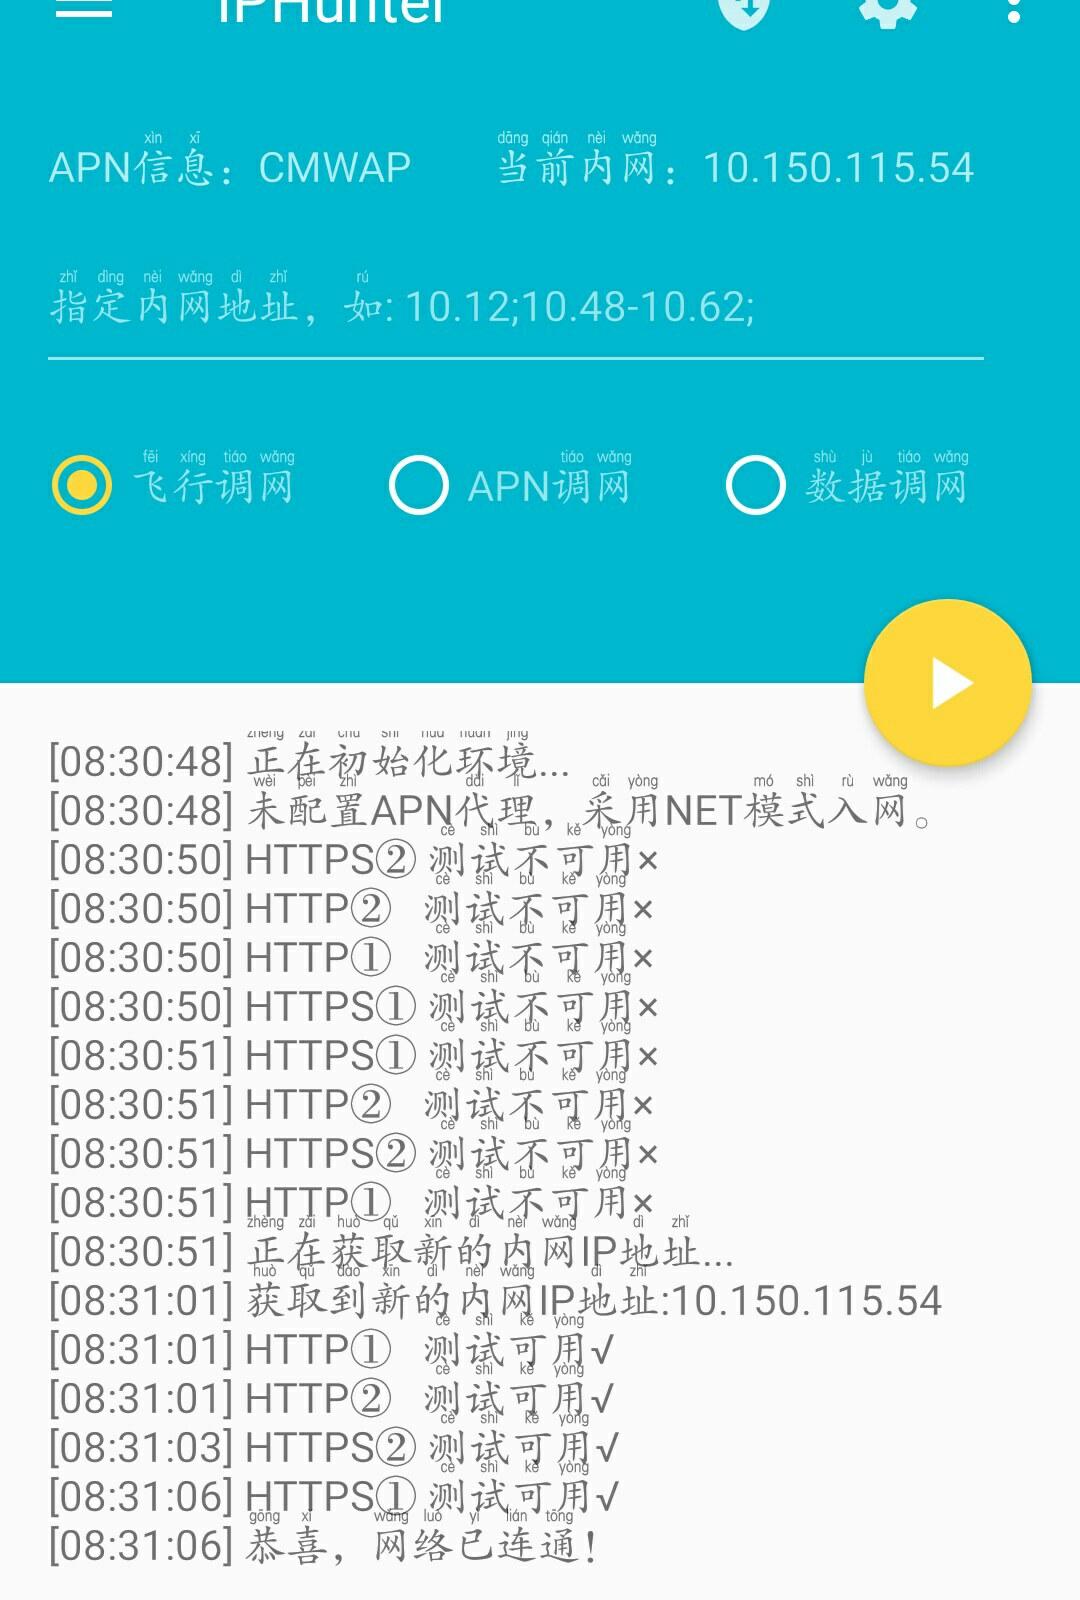 IPHunter
APN信息：CMWAP 当前内网：10.150.115.54
指定内网地址，如: 10.12;10.48-10.62;
飞行调网 APN调网 数据调网
[08:30:48] 正在初始化环境...
[08:30:48] 未配置APN代理，采用NET模式入网。
[08:30:50] HTTPS② 测试不可用×
[08:30:50] HTTP② 测试不可用×
[08:30:50] HTTP① 测试不可用×
[08:30:50] HTTPS① 测试不可用×
[08:30:51] HTTPS① 测试不可用×
[08:30:51] HTTP② 测试不可用×
[08:30:51] HTTPS② 测试不可用×
[08:30:51] HTTP① 测试不可用×
[08:30:51] 正在获取新的内网IP地址...
[08:31:01] 获取到新的内网IP地址:10.150.115.54
[08:31:01] HTTP① 测试可用√
[08:31:01] HTTP② 测试可用√
[08:31:03] HTTPS② 测试可用√
[08:31:06] HTTPS① 测试可用√
[08:31:06] 恭喜，网络已连通！